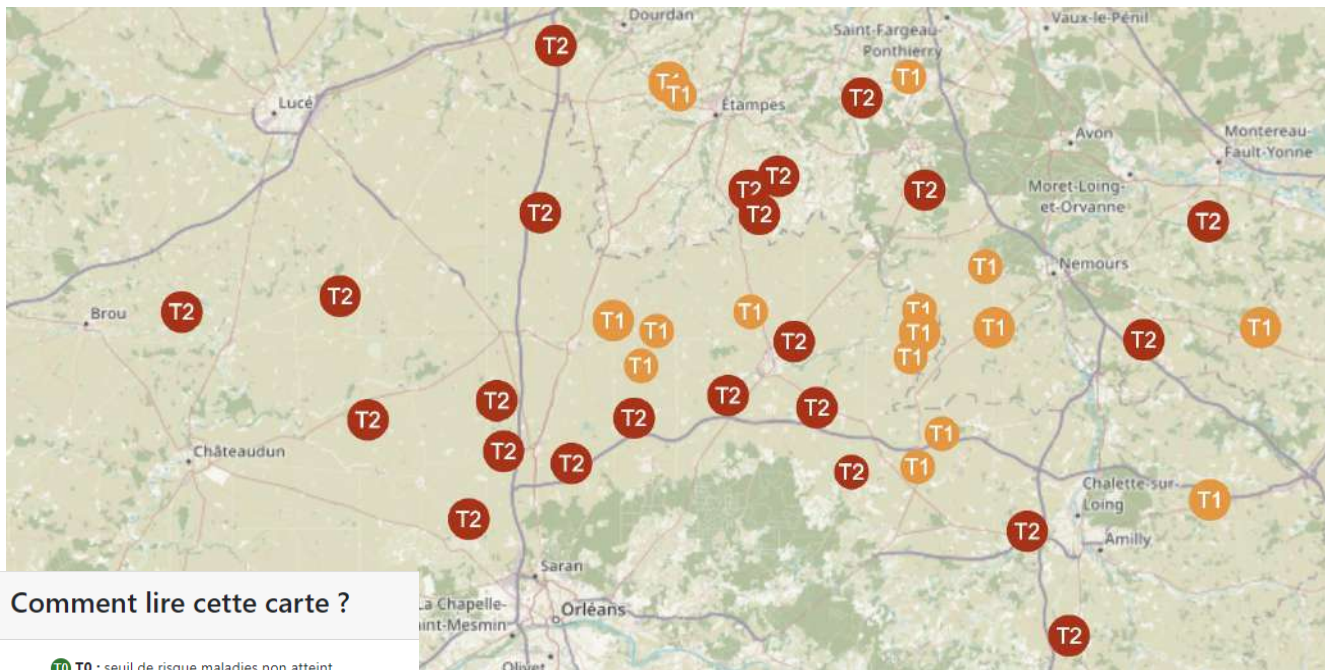 Dourdan
Vaux-le-Pénil
Saint-Fargeau-
Ponthierry
T2
T1
T1
T1
T2
Lucé
Étampes
Avon
Montereau-
Fault-Yonne
T2
T2
T2
T2
Moret-Loing-
et-Orvanne
T2
T2
T1
Nemours
T2
T2
Brou
T1
T1
T1
T1
T1
T1
T1
T2
T2
T1
T1
T1
T2
T2
T2
T2
T2
T1
Châteaudun
T2
T2
T2
T1
Chalette-sur-
Loing
T1
T2
T2
Amilly
Saran
Comment lire cette carte ?
La Chapelle-
Saint-Mesmin
Orléans
T2
Olivet
T0 T0 : seuil de risque maladies non atteint